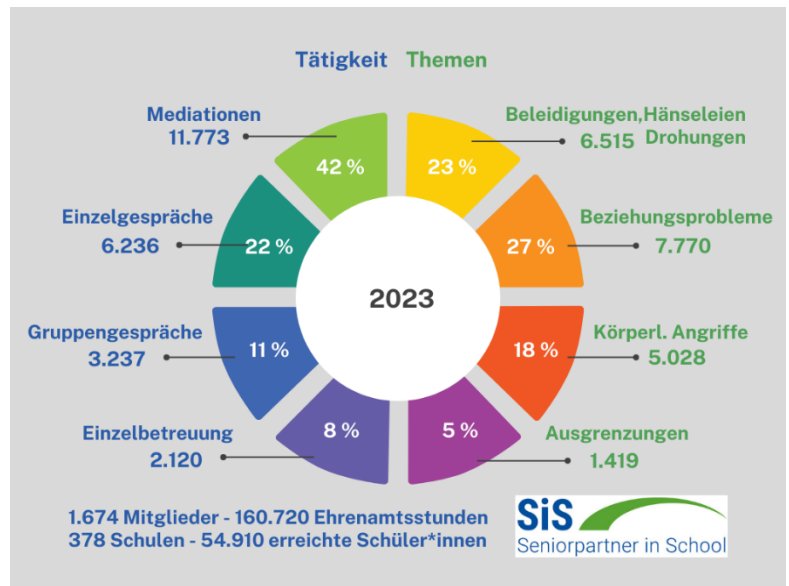 Tätigkeit Themen
Mediationen
11.773
42 %
Einzelgespräche
6.236
22 %
Gruppengespräche
3.237
11 %
Einzelbetreuung
2.120
8 %
Beleidigungen,Hänseleien
6.515 Drohungen
23 %
Beziehungsprobleme
7.770
27 %
Körperl. Angriffe
5.028
18 %
Ausgrenzungen
1.419
5 %
2023
1.674 Mitglieder - 160.720 Ehrenamtsstunden
378 Schulen - 54.910 erreichte Schüler*innen
SiS
Seniorpartner in School